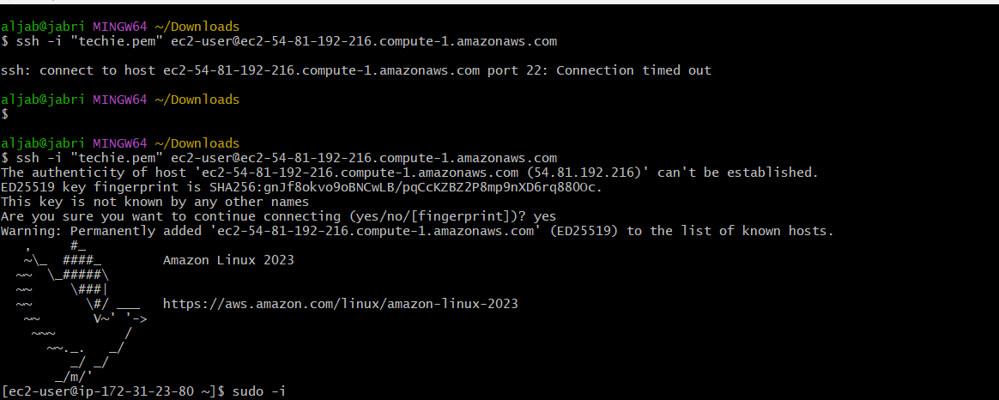 aljab@jabri MINGW64 ~/Downloads
$ ssh -i "techie.pem" ec2-user@ec2-54-81-192-216.compute-1.amazonaws.com
ssh: connect to host ec2-54-81-192-216.compute-1.amazonaws.com port 22: Connection timed out
aljab@jabri MINGW64 ~/Downloads
$
aljab@jabri MINGW64 ~/Downloads
$ ssh -i "techie.pem" ec2-user@ec2-54-81-192-216.compute-1.amazonaws.com
The authenticity of host 'ec2-54-81-192-216.compute-1.amazonaws.com (54.81.192.216)' can't be established.
ED25519 key fingerprint is SHA256:gnJf8okvo9oBNCwLB/pqCcKZBZ2P8mp9nXD6rq88OOc.
This key is not known by any other names
Are you sure you want to continue connecting (yes/no/[fingerprint])? yes
Warning: Permanently added 'ec2-54-81-192-216.compute-1.amazonaws.com' (ED25519) to the list of known hosts.
   ,     #_
   ~\_  ####_        Amazon Linux 2023
  ~~  \_#####\
  ~~     \###|
  ~~       \#/ ___   https://aws.amazon.com/linux/amazon-linux-2023
   ~~       V~' '->
    ~~~         /
      ~~._.   _/
         _/ _/
       _/m/'
[ec2-user@ip-172-31-23-80 ~]$ sudo -i